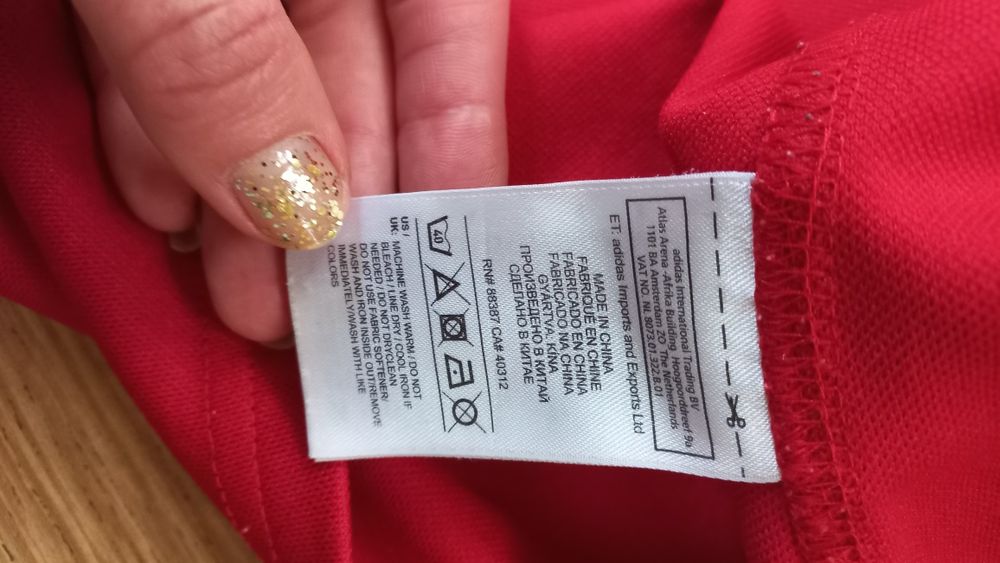 adidas International Trading BV
Atlas Arena -Afrika Building Hoogoorddreef 9a
1101 BA Amsterdam ZO The Netherlands
VAT NO. NL 8073.01.322.B.01
ET: adidas Imports and Exports Ltd
MADE IN CHINA
FABRIQUÉ EN CHINE
FABRICADO EN CHINA
FABRICADO NA CHINA
GYÁRTVA: KÍNA
ПРОИЗВЕДЕНО В КИТАЙ
СДЕЛАНО В КИТАЕ
RN# 88387 CA# 40312
40
US /
UK: MACHINE WASH WARM / DO NOT
BLEACH / LINE DRY / COOL IRON IF
NEEDED / DO NOT DRYCLEAN
DO NOT USE FABRIC SOFTENER/
WASH AND IRON INSIDE OUT/REMOVE
IMMEDIATELY/WASH WITH LIKE
COLORS